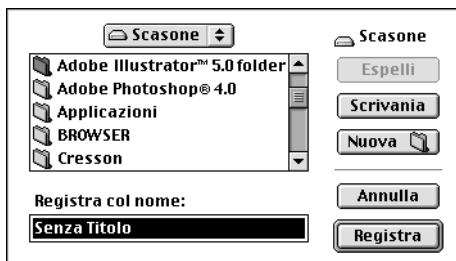 Scasone
Adobe Illustrator™ 5.0 folder
Adobe Photoshop® 4.0
Applicazioni
BROWSER
Cresson
Registra col nome:
Senza Titolo
Scasone
Espelli
Scrivania
Nuova
Annulla
Registra